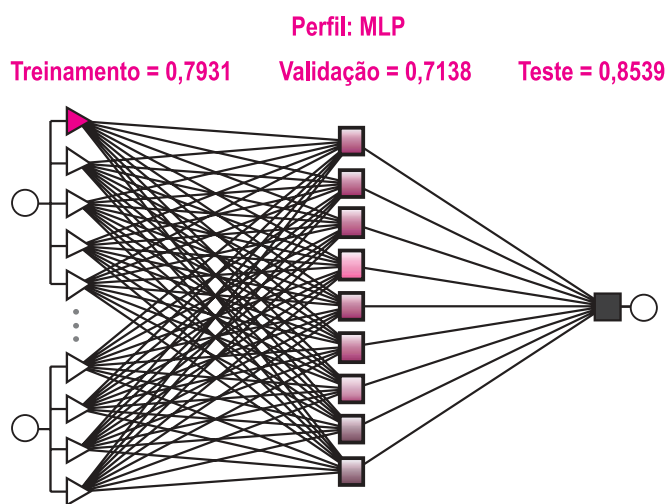 Perfil: MLP
Treinamento = 0,7931 Validação = 0,7138 Teste = 0,8539